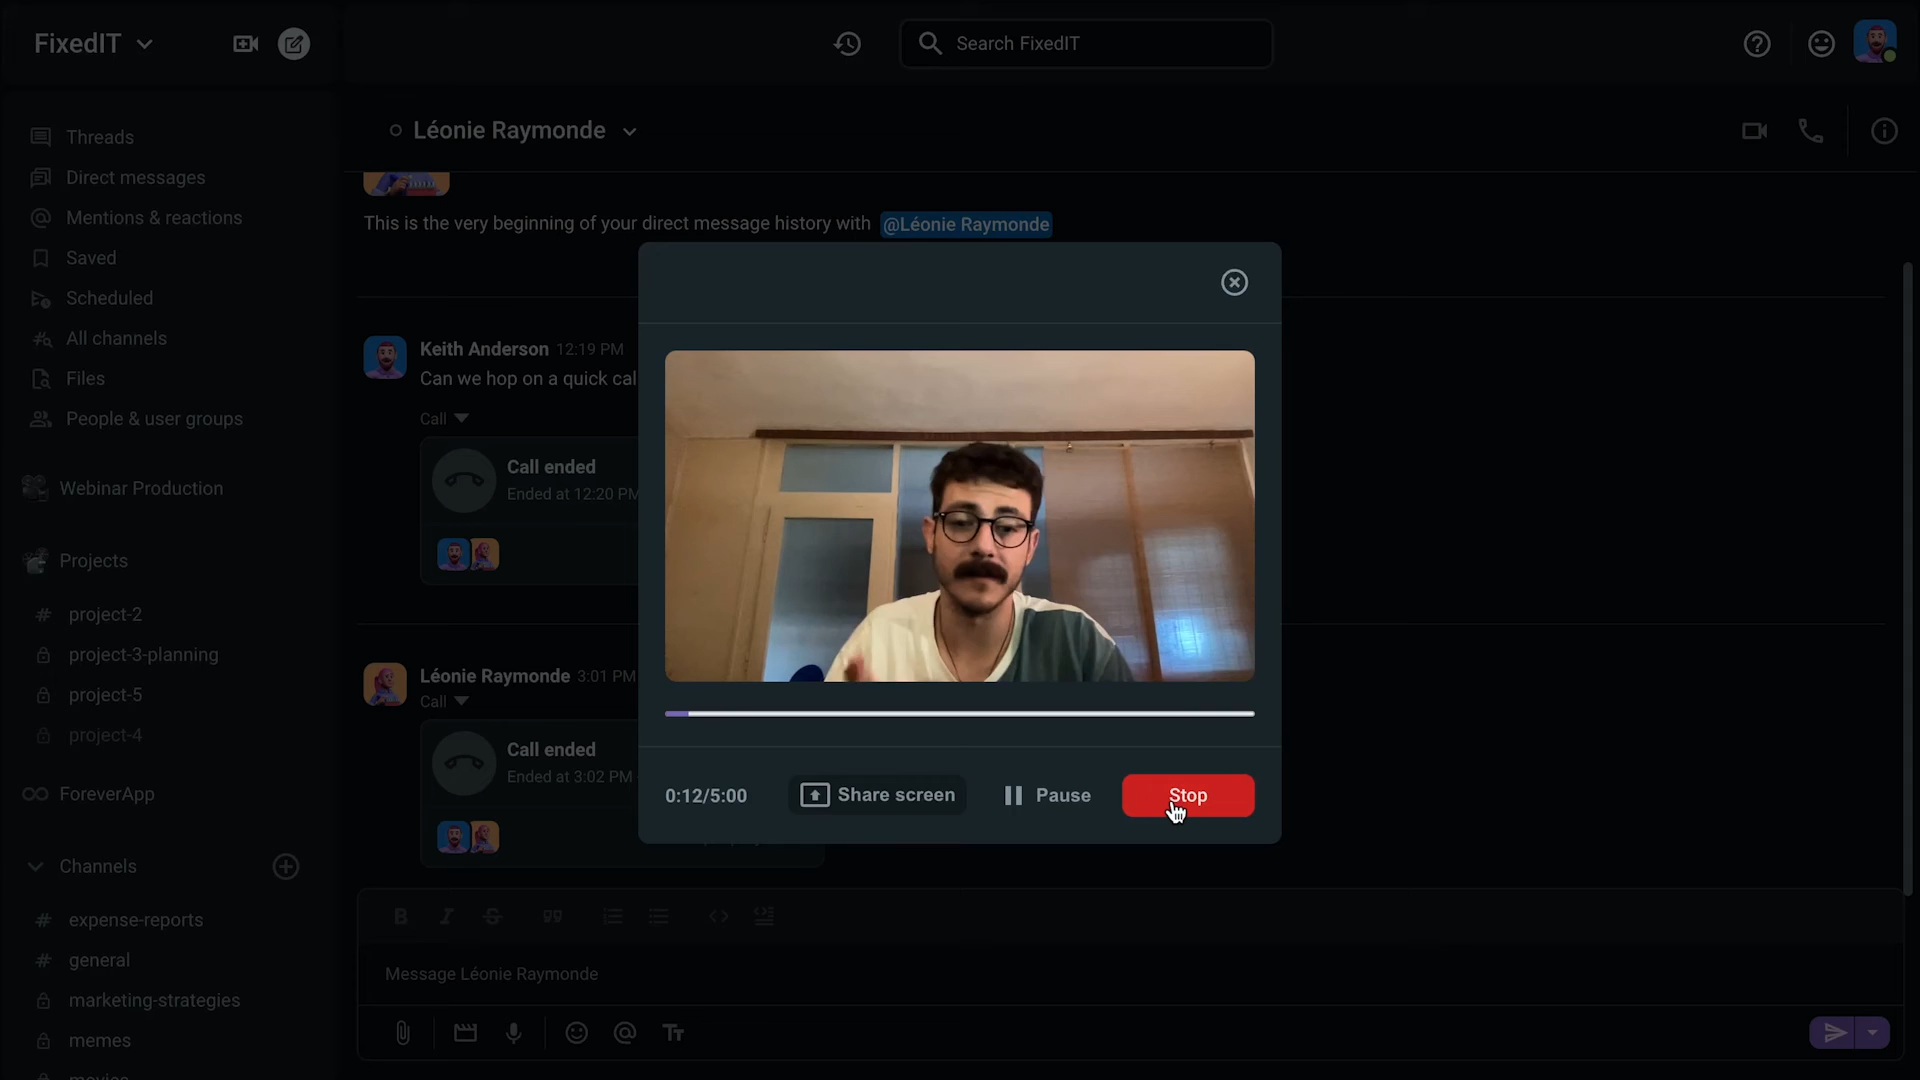 FixedIT
Search FixedIT
Threads
Direct messages
Mentions & reactions
Saved
Scheduled
All channels
Files
People & user groups
Webinar Production
Projects
project-2
project-3-planning
project-5
project-4
ForeverApp
Channels
expense-reports
general
marketing-strategies
memes
Léonie Raymonde
This is the very beginning of your direct message history with @Léonie Raymonde
Keith Anderson 12:19 PM
Can we hop on a quick cal
Call
Call ended
Ended at 12:20 PM
Léonie Raymonde 3:01 PM
Call
Call ended
Ended at 3:02 PM
0:12/5:00
Share screen
Pause
Stop
Message Léonie Raymonde